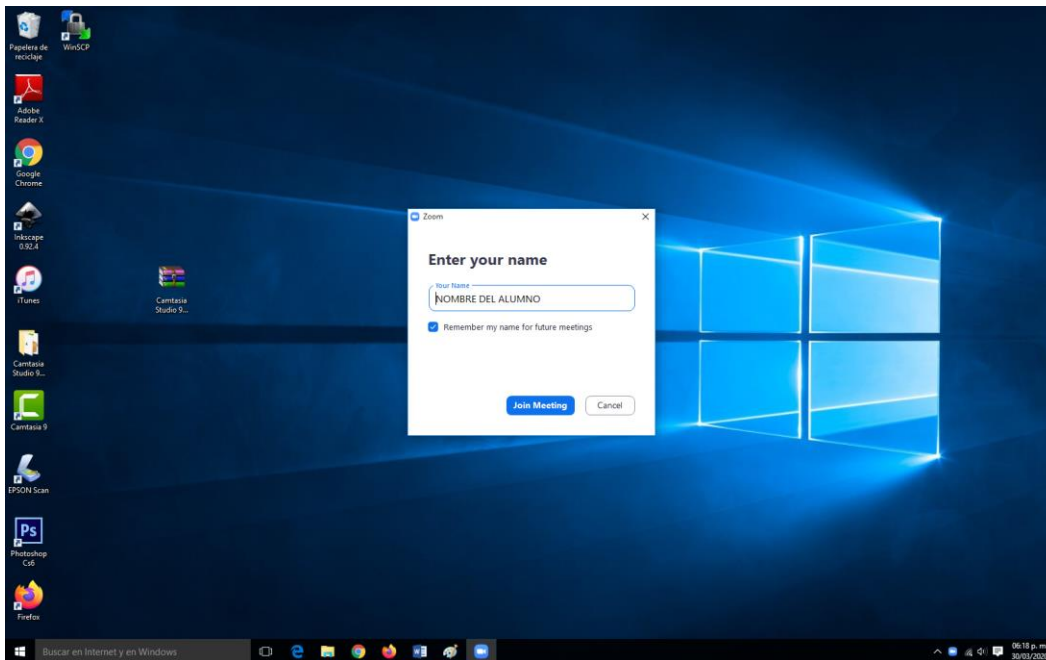 Papelera de
reciclaje
WinSCP
Adobe
Reader X
Google
Chrome
Inkscape
0.92.4
iTunes
Camtasia
Studio 9...
Camtasia
Studio 9...
Camtasia 9
EPSON Scan
Ps
Photoshop
Cs6
Firefox
Zoom
Enter your name
Your Name
NOMBRE DEL ALUMNO
Remember my name for future meetings
Join Meeting
Cancel
Buscar en Internet y en Windows
06:18 p. m
30/03/2020